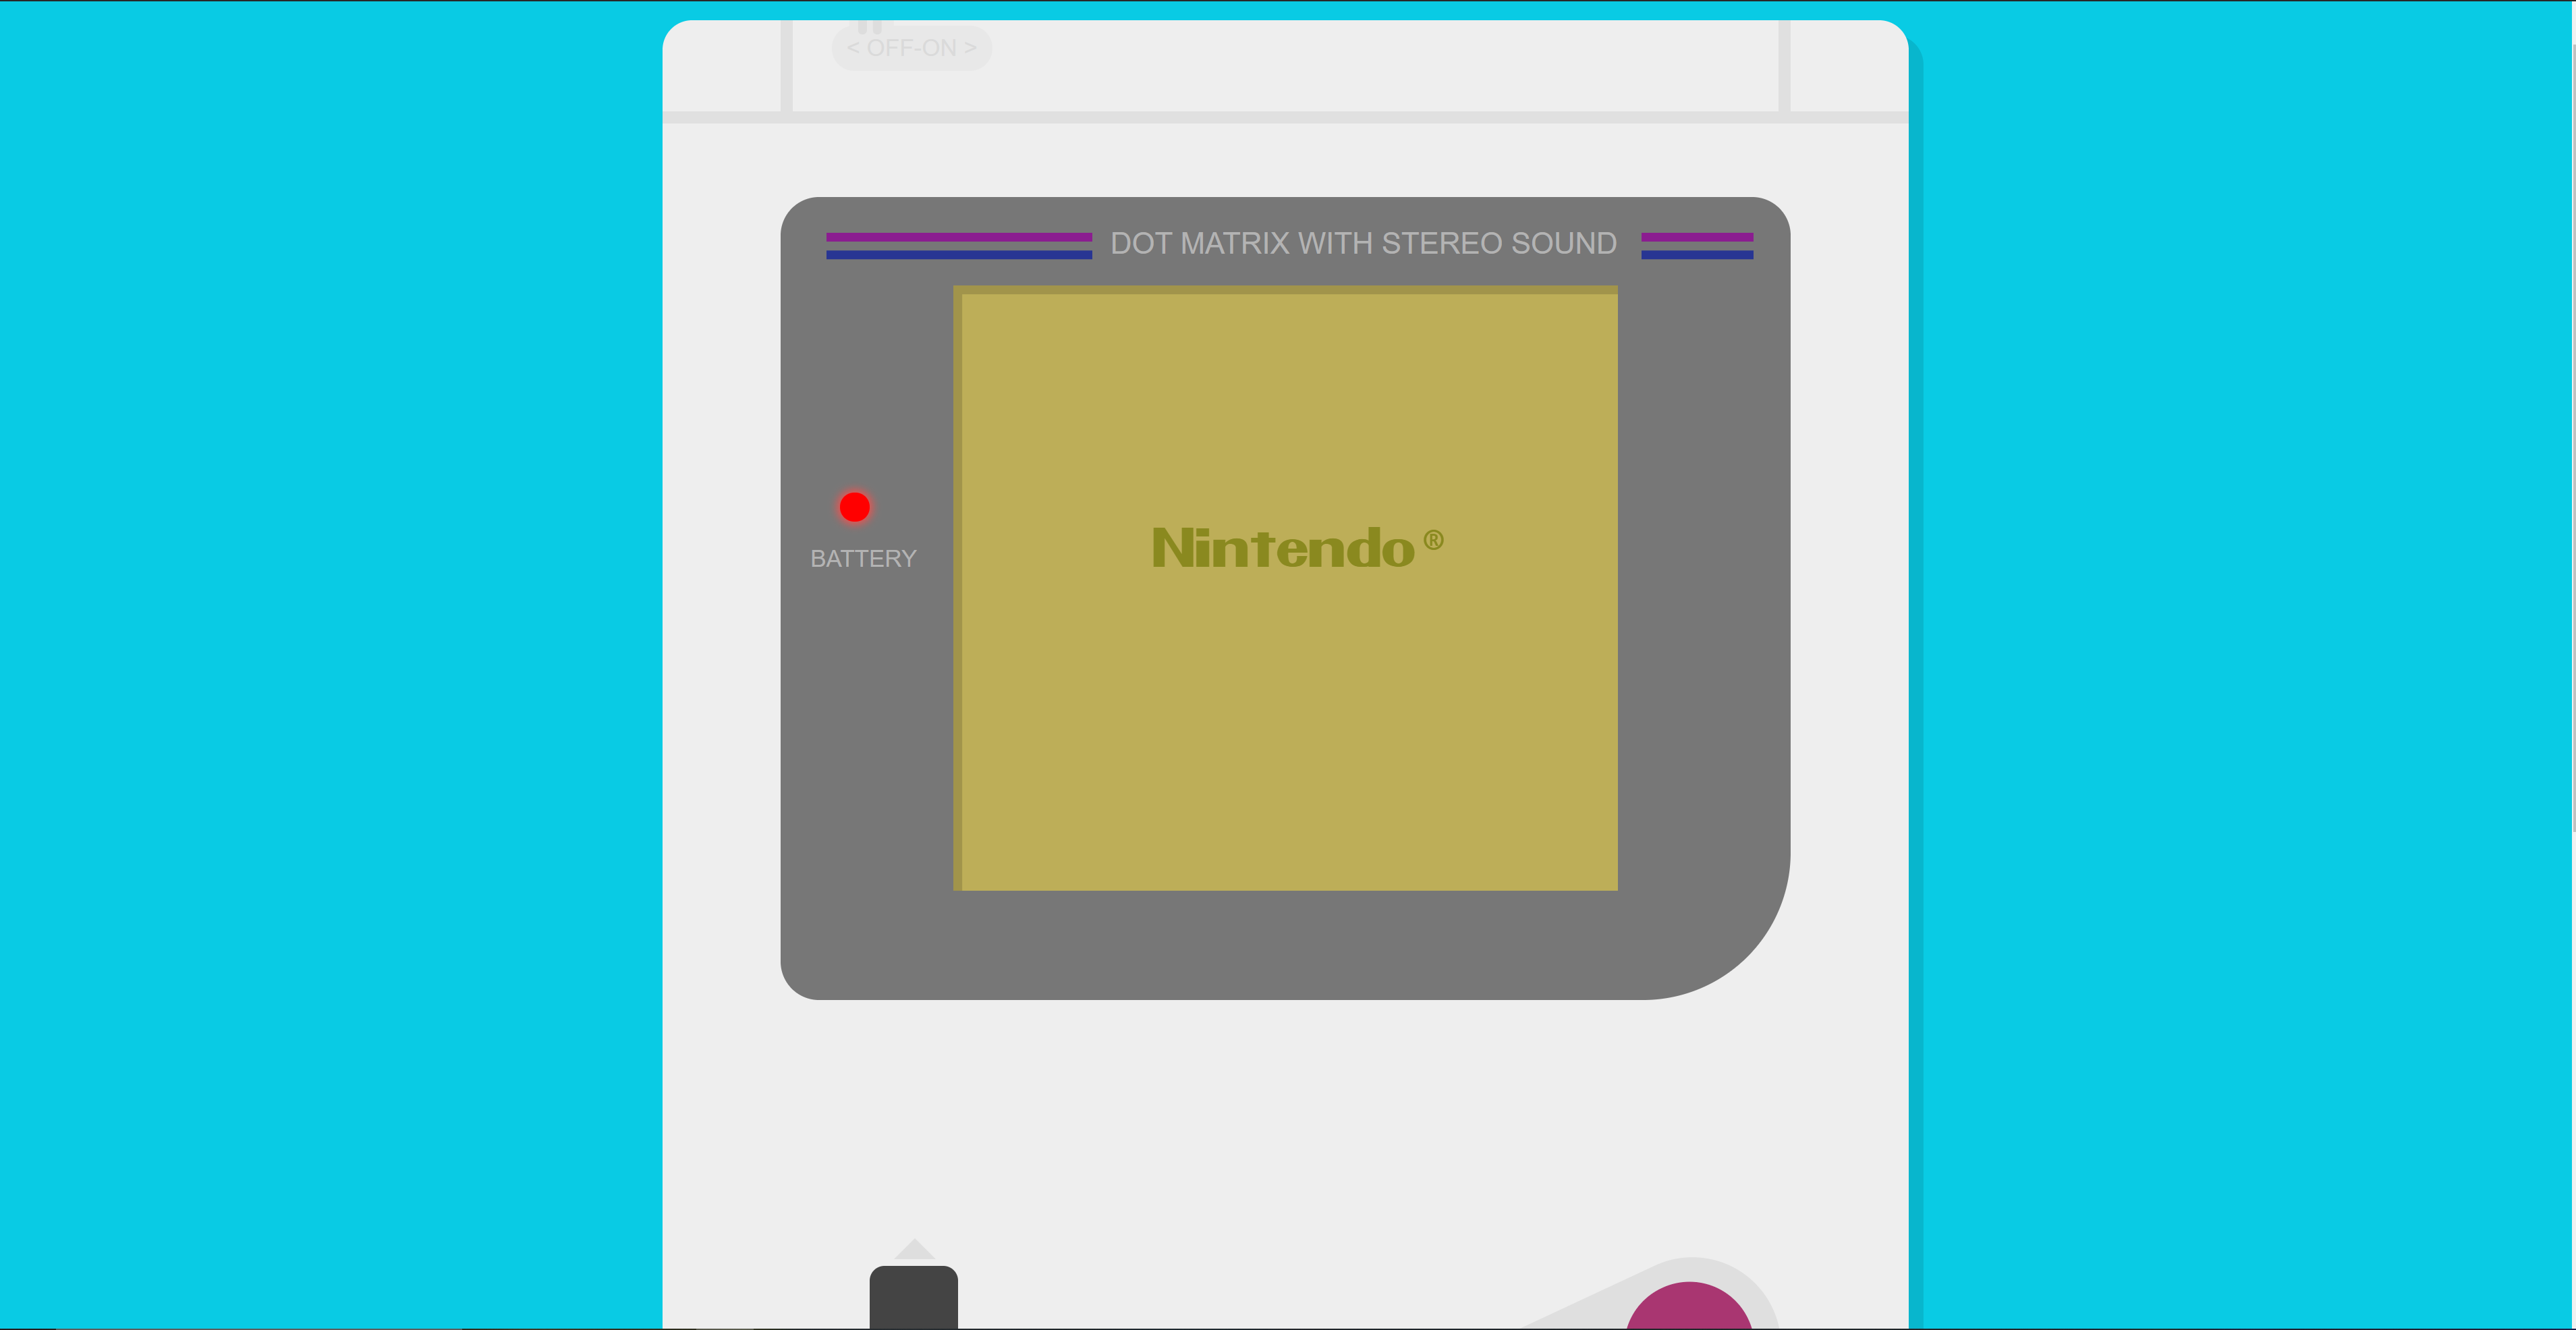 < OFF-ON >
DOT MATRIX WITH STEREO SOUND
BATTERY
Nintendo ®